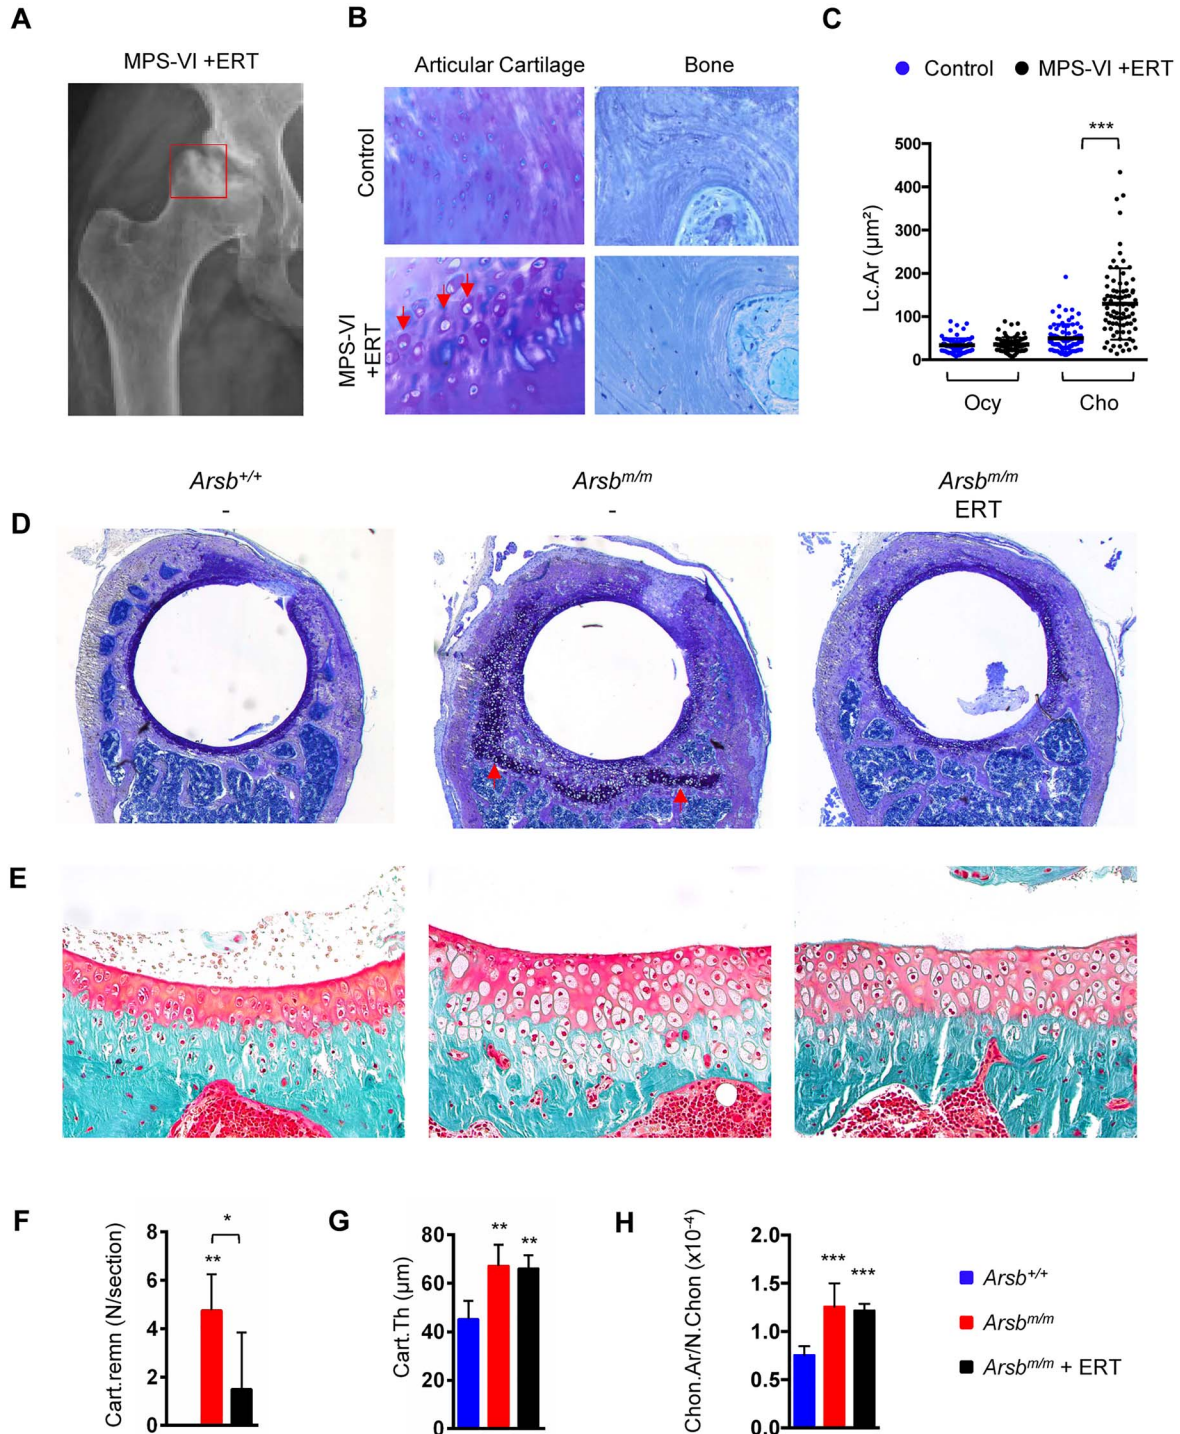 A
MPS-VI +ERT
B
Articular Cartilage
Bone
Control
MPS-VI
+ERT
C
Control
MPS-VI +ERT
***
Lc.Ar (µm²)
500
400
300
200
100
0
Ocy
Cho
Arsb+/+
-
Arsbm/m
-
Arsbm/m
ERT
D
E
F
Cart.remn (N/section)
8
6
4
2
0
**
*
G
Cart.Th (µm)
80
60
40
20
0
**
**
H
Chon.Ar/N.Chon (x10-4)
2.0
1.5
1.0
0.5
0.0
***
***
Arsb+/+
Arsbm/m
Arsbm/m + ERT